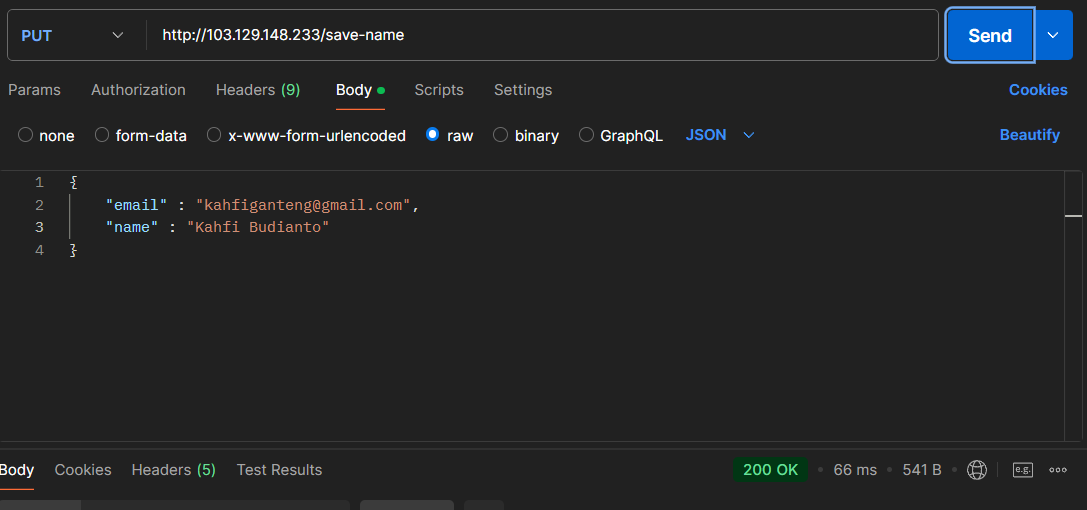 PUT http://103.129.148.233/save-name Send
Params Authorization Headers (9) Body Scripts Settings Cookies
none form-data x-www-form-urlencoded raw binary GraphQL JSON Beautify
1 {
2 "email" : "kahfiganteng@gmail.com",
3 "name" : "Kahfi Budianto"
4 }
Body Cookies Headers (5) Test Results 200 OK • 66 ms • 541 B • e.g.